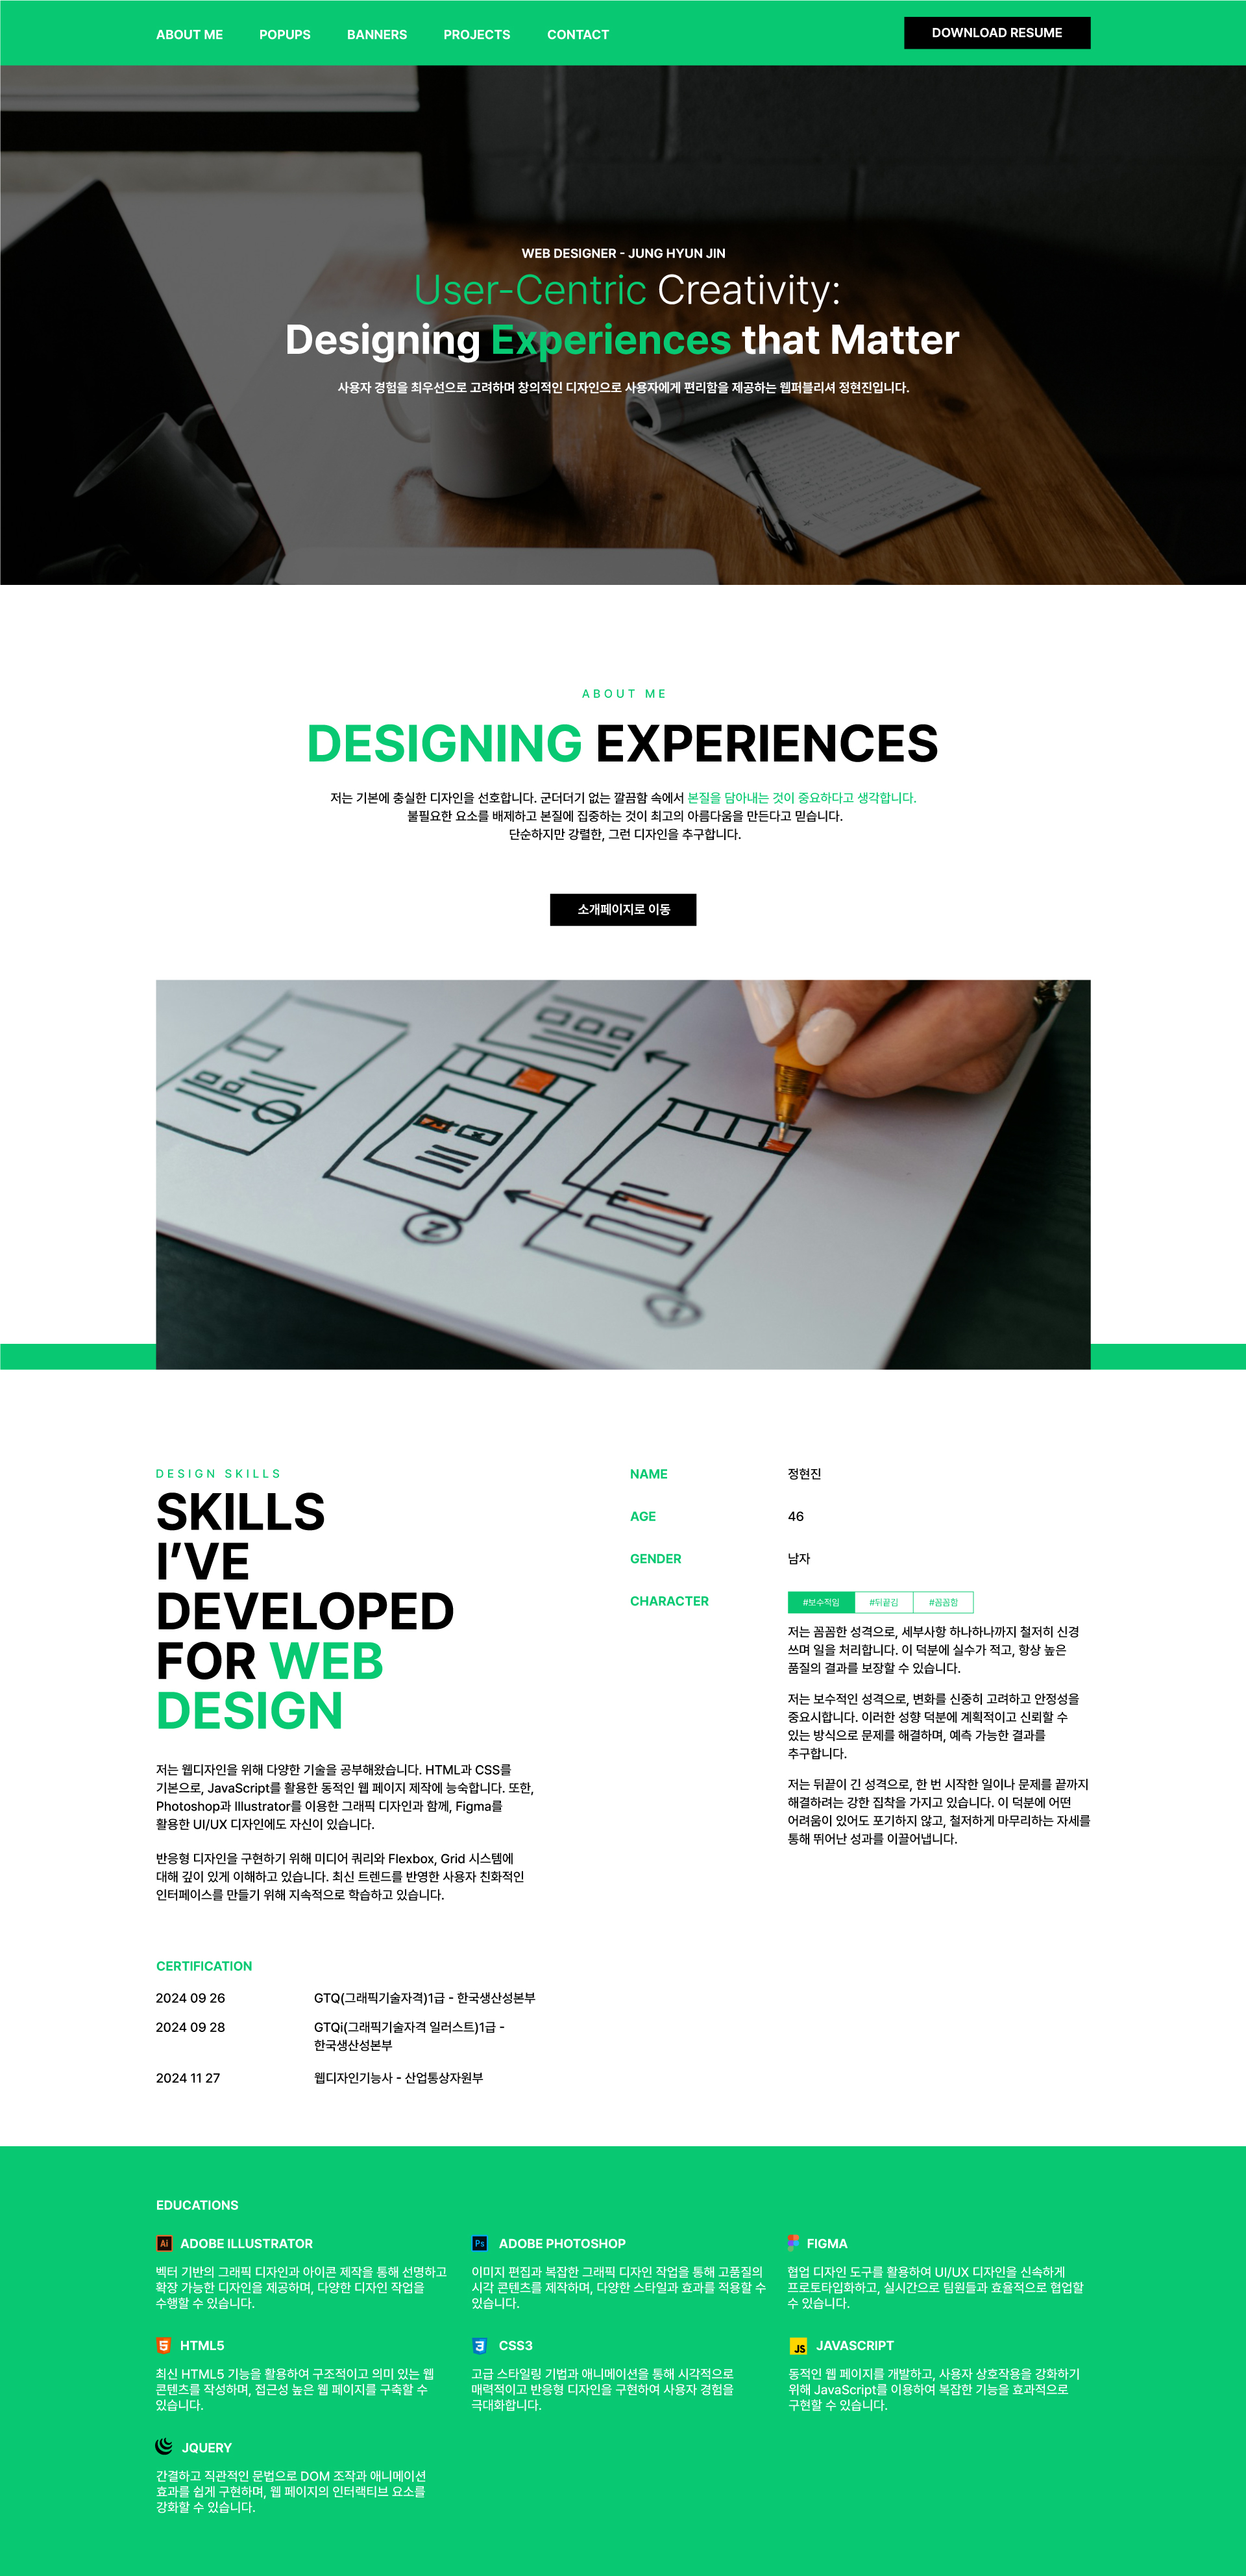 ABOUT ME POPUPS BANNERS PROJECTS CONTACT DOWNLOAD RESUME
WEB DESIGNER - JUNG HYUN JIN
User-Centric Creativity:
Designing Experiences that Matter
사용자 경험을 최우선으로 고려하며 창의적인 디자인으로 사용자에게 편리함을 제공하는 웹퍼블리셔 정현진입니다.
ABOUT ME
DESIGNING EXPERIENCES
저는 기본에 충실한 디자인을 선호합니다. 군더더기 없는 깔끔함 속에서 본질을 담아내는 것이 중요하다고 생각합니다.
불필요한 요소를 배제하고 본질에 집중하는 것이 최고의 아름다움을 만든다고 믿습니다.
단순하지만 강렬한, 그런 디자인을 추구합니다.
소개페이지로 이동
DESIGN SKILLS
SKILLS
I’VE
DEVELOPED
FOR WEB
DESIGN
저는 웹디자인을 위해 다양한 기술을 공부해왔습니다. HTML과 CSS를
기본으로, JavaScript를 활용한 동적인 웹 페이지 제작에 능숙합니다. 또한,
Photoshop과 Illustrator를 이용한 그래픽 디자인과 함께, Figma를
활용한 UI/UX 디자인에도 자신이 있습니다.
반응형 디자인을 구현하기 위해 미디어 쿼리와 Flexbox, Grid 시스템에
대해 깊이 있게 이해하고 있습니다. 최신 트렌드를 반영한 사용자 친화적인
인터페이스를 만들기 위해 지속적으로 학습하고 있습니다.
CERTIFICATION
2024 09 26 GTQ(그래픽기술자격)1급 - 한국생산성본부
2024 09 28 GTQi(그래픽기술자격 일러스트)1급 -
한국생산성본부
2024 11 27 웹디자인기능사 - 산업통상자원부
NAME 정현진
AGE 46
GENDER 남자
CHARACTER #보수적임 #뒤끝김 #꼼꼼함
저는 꼼꼼한 성격으로, 세부사항 하나하나까지 철저히 신경
쓰며 일을 처리합니다. 이 덕분에 실수가 적고, 항상 높은
품질의 결과를 보장할 수 있습니다.
저는 보수적인 성격으로, 변화를 신중히 고려하고 안정성을
중요시합니다. 이러한 성향 덕분에 계획적이고 신뢰할 수
있는 방식으로 문제를 해결하며, 예측 가능한 결과를
추구합니다.
저는 뒤끝이 긴 성격으로, 한 번 시작한 일이나 문제를 끝까지
해결하려는 강한 집착을 가지고 있습니다. 이 덕분에 어떤
어려움이 있어도 포기하지 않고, 철저하게 마무리하는 자세를
통해 뛰어난 성과를 이끌어냅니다.
EDUCATIONS
Ai ADOBE ILLUSTRATOR
벡터 기반의 그래픽 디자인과 아이콘 제작을 통해 선명하고
확장 가능한 디자인을 제공하며, 다양한 디자인 작업을
수행할 수 있습니다.
Ps ADOBE PHOTOSHOP
이미지 편집과 복잡한 그래픽 디자인 작업을 통해 고품질의
시각 콘텐츠를 제작하며, 다양한 스타일과 효과를 적용할 수
있습니다.
FIGMA
협업 디자인 도구를 활용하여 UI/UX 디자인을 신속하게
프로토타입화하고, 실시간으로 팀원들과 효율적으로 협업할
수 있습니다.
5 HTML5
최신 HTML5 기능을 활용하여 구조적이고 의미 있는 웹
콘텐츠를 작성하며, 접근성 높은 웹 페이지를 구축할 수
있습니다.
3 CSS3
고급 스타일링 기법과 애니메이션을 통해 시각적으로
매력적이고 반응형 디자인을 구현하여 사용자 경험을
극대화합니다.
JS JAVASCRIPT
동적인 웹 페이지를 개발하고, 사용자 상호작용을 강화하기
위해 JavaScript를 이용하여 복잡한 기능을 효과적으로
구현할 수 있습니다.
JQUERY
간결하고 직관적인 문법으로 DOM 조작과 애니메이션
효과를 쉽게 구현하며, 웹 페이지의 인터랙티브 요소를
강화할 수 있습니다.